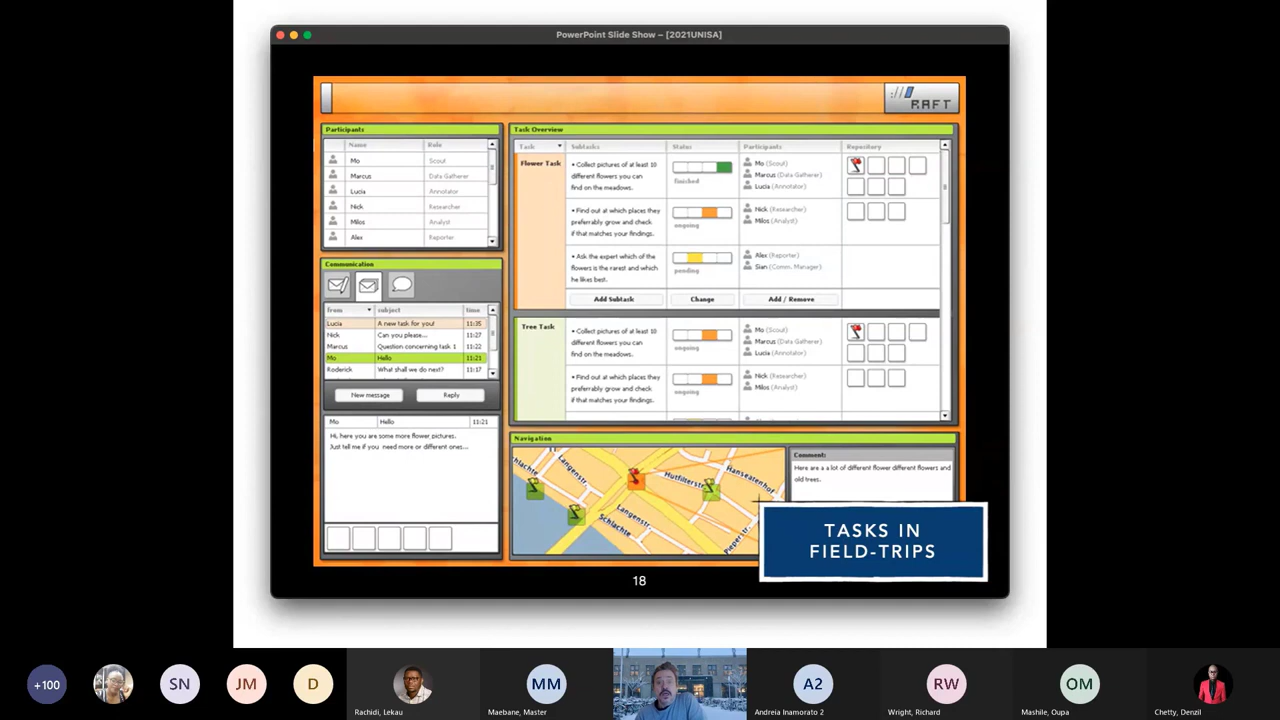 PowerPoint Slide Show – [2021UNISA]
://RAFT
Participants
Name Role
Mo Scout
Marcus Data Gatherer
Lucia Annotator
Nick Researcher
Milos Analyst
Alex Reporter
Communication
from subject time
Lucia A new task for you! 11:35
Nick Can you please... 11:27
Marcus Question concerning task 1 11:22
Mo Hello 11:21
Roderick What shall we do next? 11:17
New message Reply
Mo Hello 11:21
Hi, here you are some more flower pictures.
Just tell me if you need more or different ones...
Task Overview
Task Subtasks Status Participants Repository
Flower Task
• Collect pictures of at least 10
different flowers you can
find on the meadows.
finished
Mo (Scout)
Marcus (Data-Gatherer)
Lucia (Annotator)
• Find out at which places they
preferrably grow and check
if that matches your findings.
ongoing
Nick (Researcher)
Milos (Analyst)
• Ask the expert which of the
flowers is the rarest and which
he likes best.
pending
Alex (Reporter)
Sian (Comm. Manager)
Add Subtask Change Add / Remove
Tree Task
• Collect pictures of at least 10
different flowers you can
find on the meadows.
ongoing
Mo (Scout)
Marcus (Data-Gatherer)
Lucia (Annotator)
• Find out at which places they
preferrably grow and check
if that matches your findings.
ongoing
Nick (Researcher)
Milos (Analyst)
Navigation
Schlachte
Langenstr.
Hutfilterstr.
Hanseatenhof
Langenstr.
Schlachte
Pieperstr.
Comment:
Here are a a lot of different flower different flowers and
old trees.
TASKS IN
FIELD-TRIPS
18
+100
SN
JM
D
Rachidi, Lekau
MM
Maebane, Master
A2
Andreia Inamorato 2
RW
Wright, Richard
OM
Mashile, Oupa
Chetty, Denzil